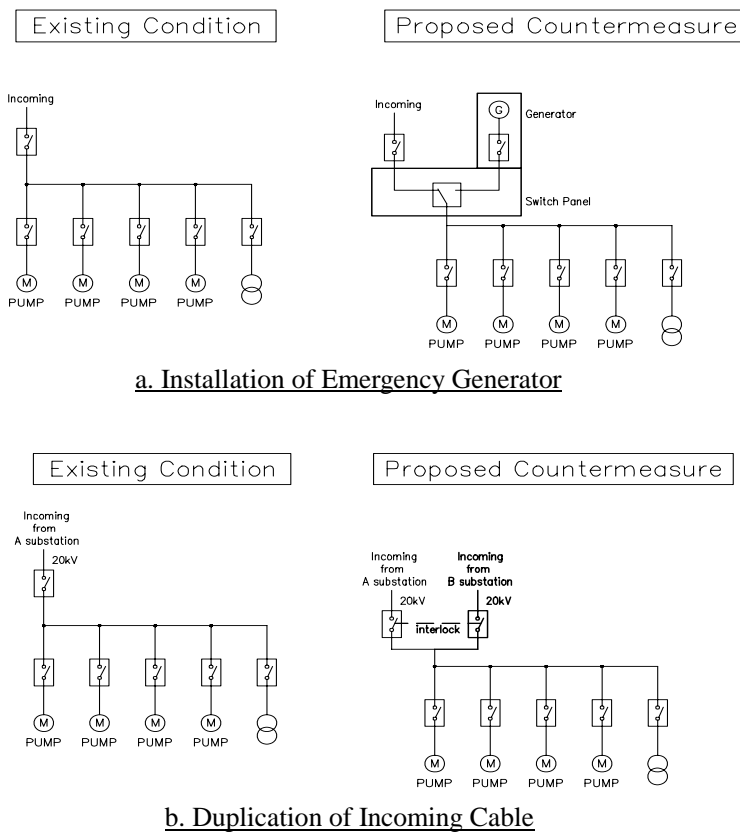 Existing Condition
Proposed Countermeasure
Incoming
Incoming
G
Generator
Switch Panel
M M M M
PUMP PUMP PUMP PUMP
M M M M
PUMP PUMP PUMP PUMP
a. Installation of Emergency Generator
Existing Condition
Proposed Countermeasure
Incoming
from
A substation
20kV
Incoming
from
A substation
20kV
Incoming
from
B substation
20kV
interlock
M M M M
PUMP PUMP PUMP PUMP
M M M M
PUMP PUMP PUMP PUMP
b. Duplication of Incoming Cable